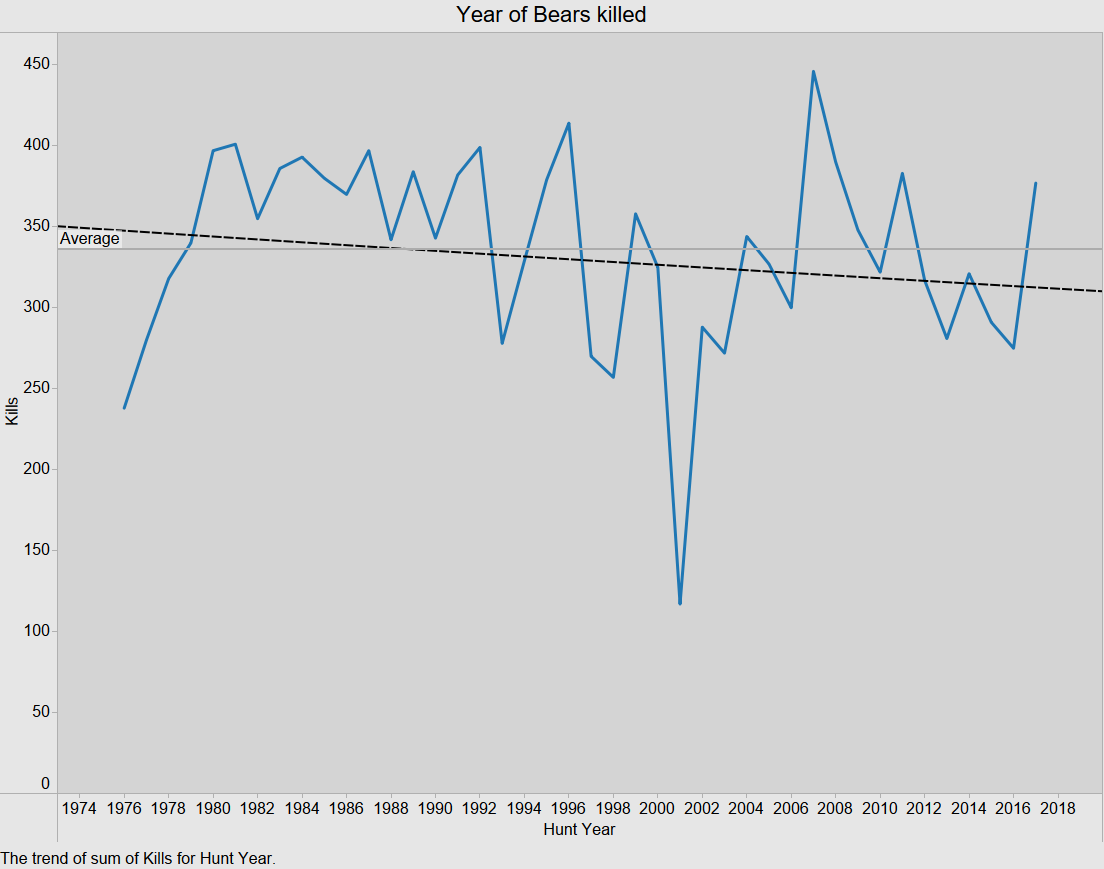 Year of Bears killed
450
400
350
Average
300
250
200
150
100
50
0
Kills
1974 1976 1978 1980 1982 1984 1986 1988 1990 1992 1994 1996 1998 2000 2002 2004 2006 2008 2010 2012 2014 2016 2018
Hunt Year
The trend of sum of Kills for Hunt Year.